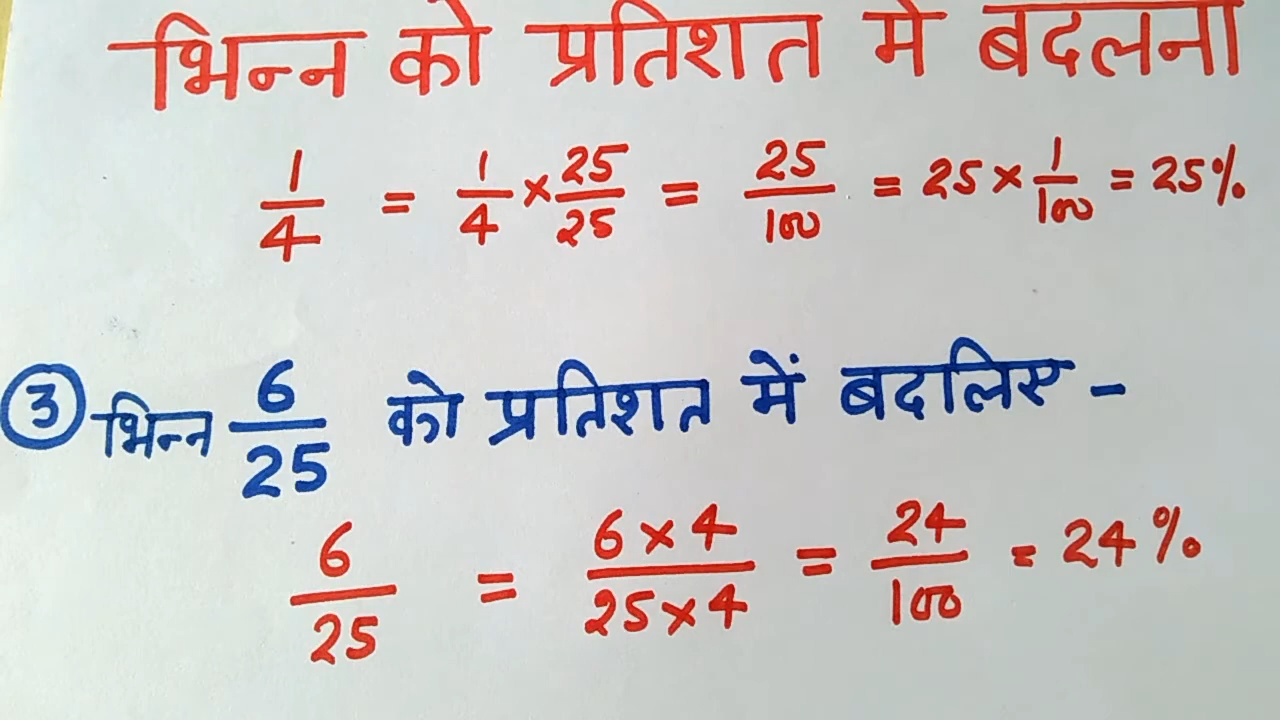 भिन्न को प्रतिशत मे बदलना
1/4 = 1/4 × 25/25 = 25/100 = 25 × 1/100 = 25%
③ भिन्न 6/25 को प्रतिशत में बदलिए -
6/25 = 6 × 4/25 × 4 = 24/100 = 24%